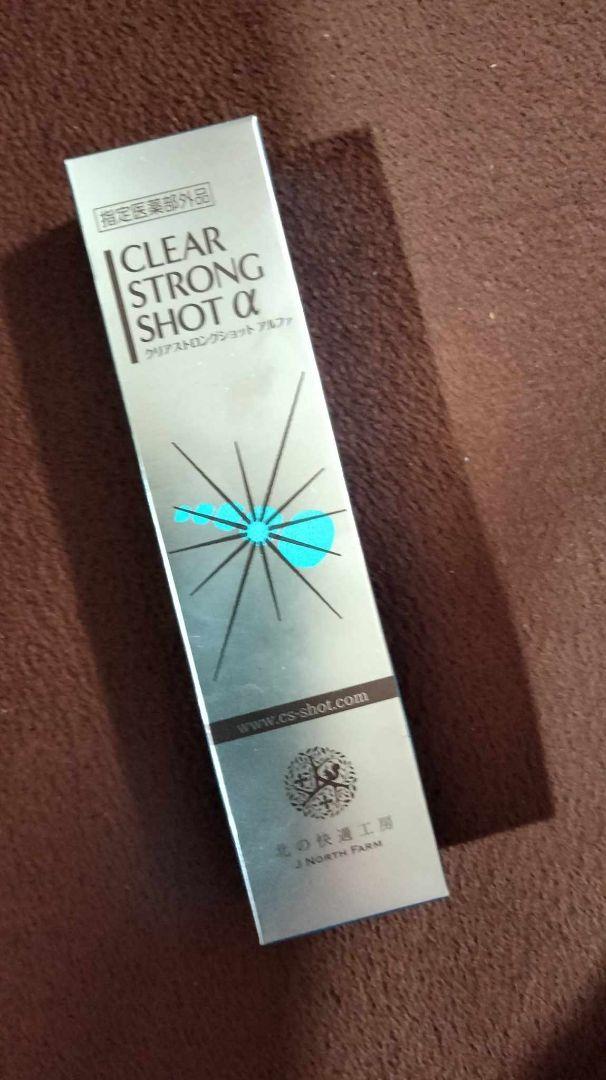 指定医薬部外品
CLEAR
STRONG
SHOT α
クリアストロングショット アルファ
www.cs-shot.com
北の快適工房
J NORTH FARM